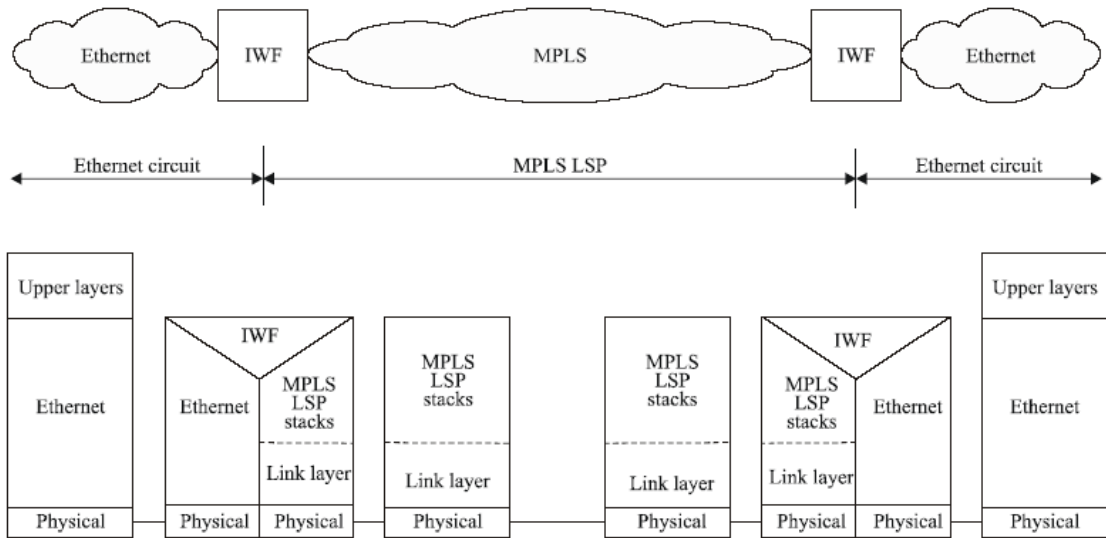 Ethernet
IWF
MPLS
IWF
Ethernet
Ethernet circuit
MPLS LSP
Ethernet circuit
Upper layers
Ethernet
Physical
IWF
Ethernet
MPLS
LSP
stacks
Link layer
Physical
Physical
MPLS
LSP
stacks
Link layer
Physical
MPLS
LSP
stacks
Link layer
Physical
IWF
MPLS
LSP
stacks
Link layer
Ethernet
Physical
Physical
Upper layers
Ethernet
Physical